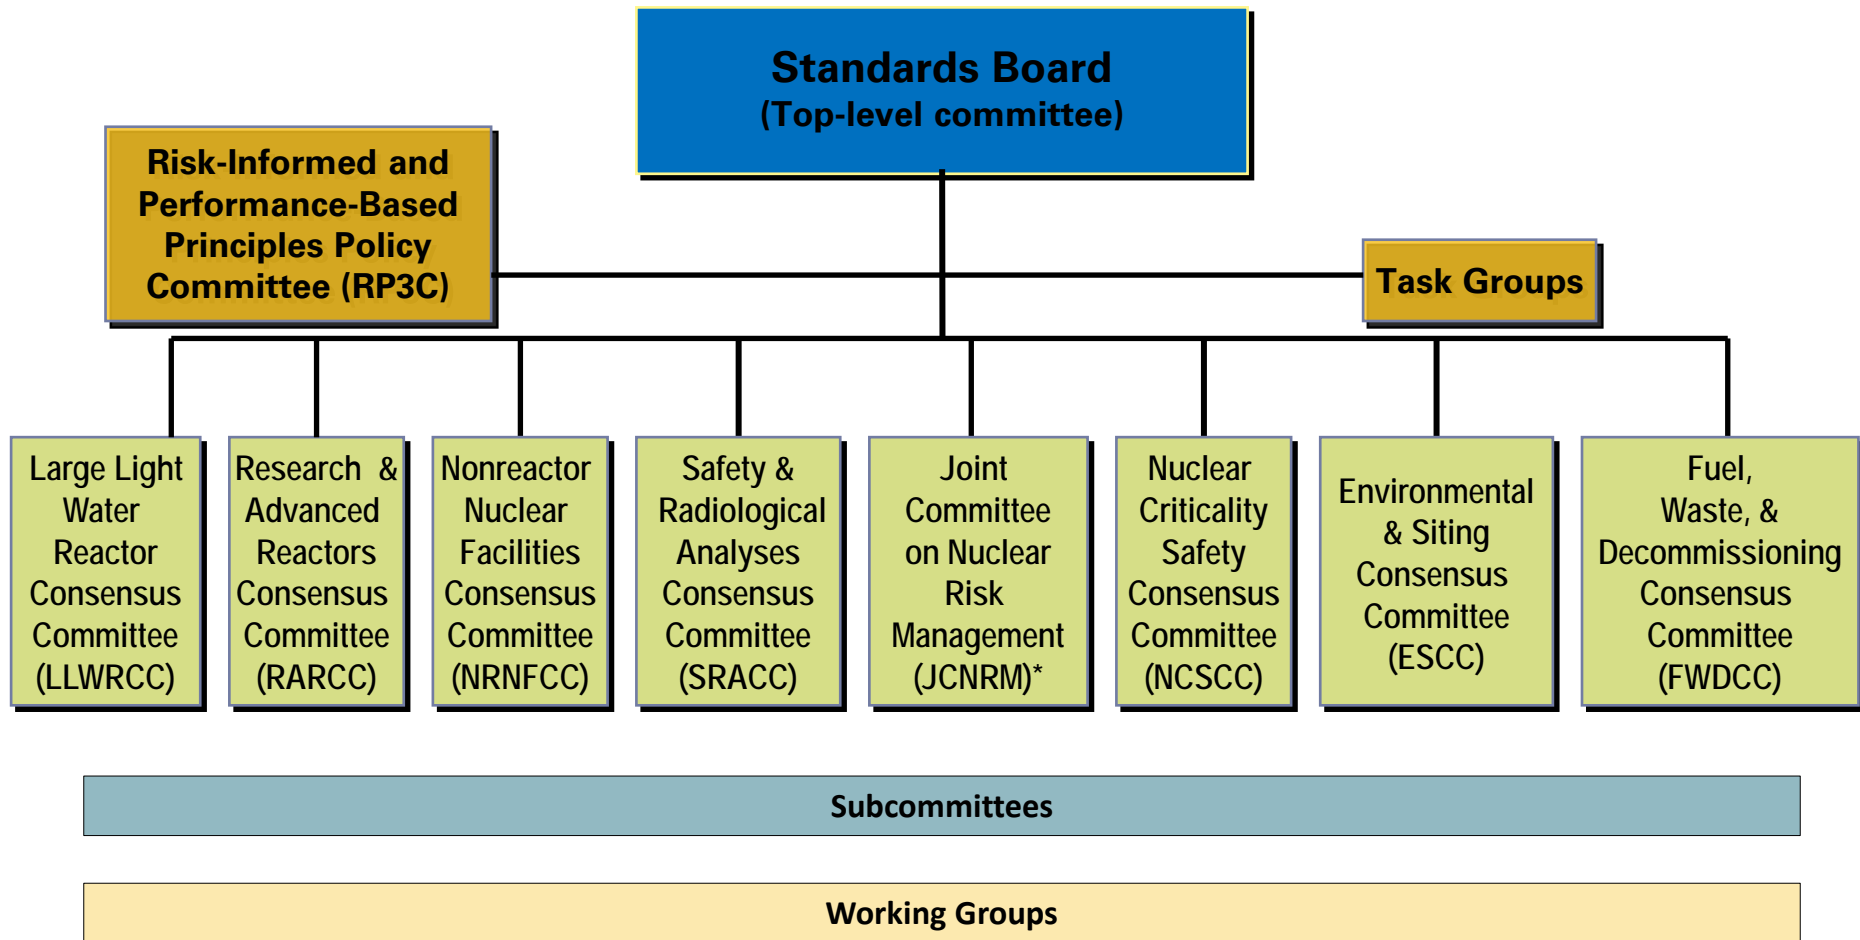 Standards Board
(Top-level committee)
Risk-Informed and
Performance-Based
Principles Policy
Committee (RP3C)
Task Groups
Large Light
Water
Reactor
Consensus
Committee
(LLWRCC)
Research & 
Advanced
Reactors
Consensus
Committee
(RARCC)
Nonreactor
Nuclear
Facilities
Consensus
Committee
(NRNFCC)
Safety &
Radiological
Analyses
Consensus
Committee
(SRACC)
Joint
Committee
on Nuclear
Risk
Management
(JCNRM)*
Nuclear
Criticality
Safety
Consensus
Committee
(NCSCC)
Environmental
& Siting
Consensus
Committee
(ESCC)
Fuel,
Waste, &
Decommissioning
Consensus
Committee
(FWDCC)
Subcommittees
Working Groups